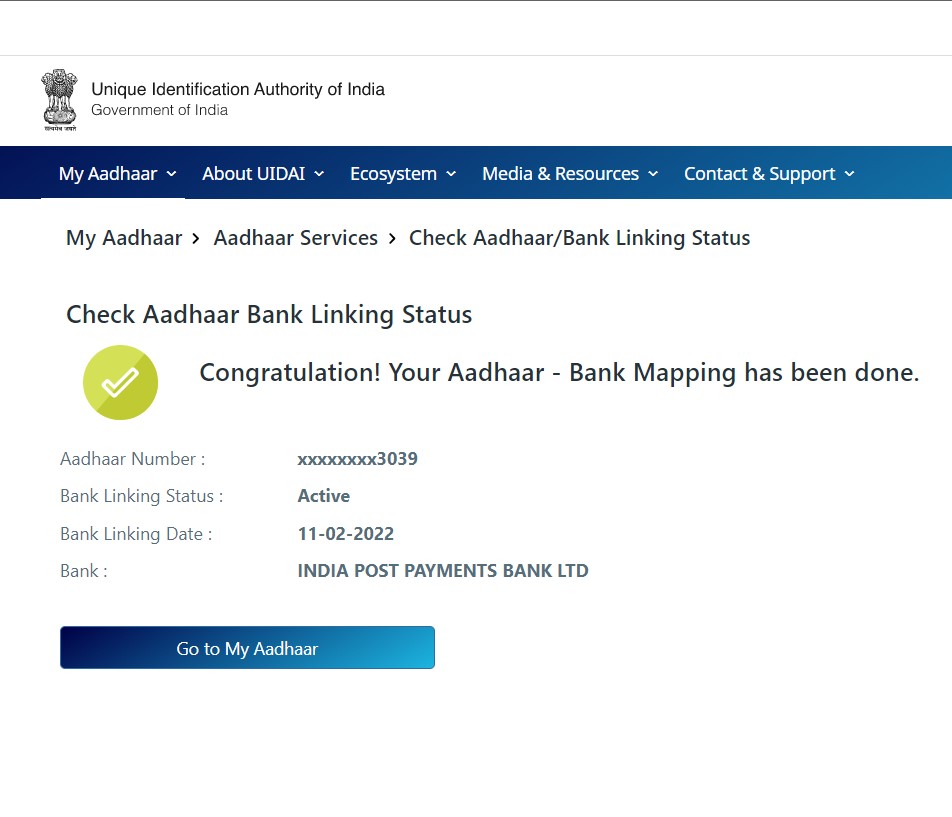 Unique Identification Authority of India
Government of India
सत्यमेव जयते
My Aadhaar About UIDAI Ecosystem Media & Resources Contact & Support
My Aadhaar > Aadhaar Services > Check Aadhaar/Bank Linking Status
Check Aadhaar Bank Linking Status
Congratulation! Your Aadhaar - Bank Mapping has been done.
Aadhaar Number : xxxxxxxx3039
Bank Linking Status : Active
Bank Linking Date : 11-02-2022
Bank : INDIA POST PAYMENTS BANK LTD
Go to My Aadhaar